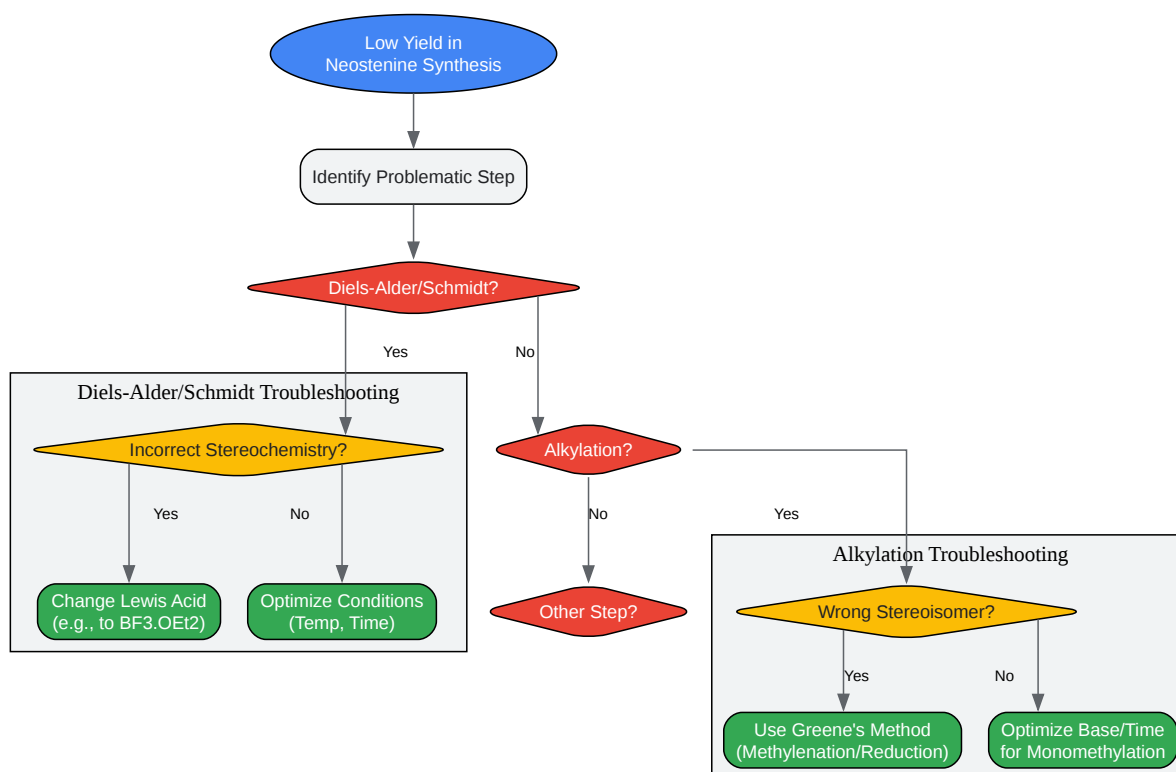 Low Yield in
Neostenine Synthesis
Identify Problematic Step
Diels-Alder/Schmidt?
Yes
No
Diels-Alder/Schmidt Troubleshooting
Incorrect Stereochemistry?
Alkylation?
Yes
No
No
Yes
Alkylation Troubleshooting
Change Lewis Acid
(e.g., to BF3.OEt2)
Optimize Conditions
(Temp, Time)
Other Step?
Wrong Stereoisomer?
Yes
No
Use Greene's Method
(Methylenation/Reduction)
Optimize Base/Time
for Monomethylation